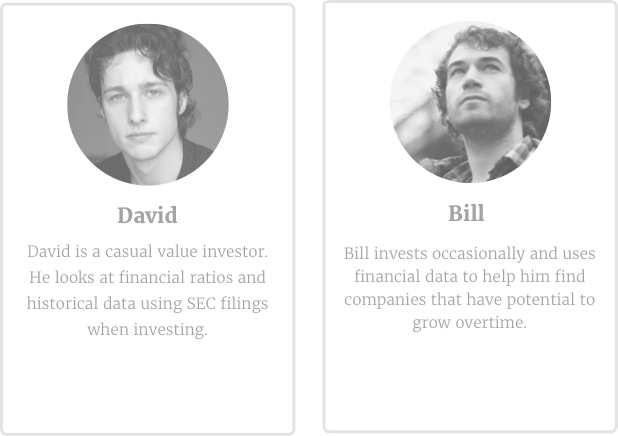 David
David is a casual value investor.
He looks at financial ratios and
historical data using SEC filings
when investing.
Bill
Bill invests occasionally and uses
financial data to help him find
companies that have potential to
grow overtime.